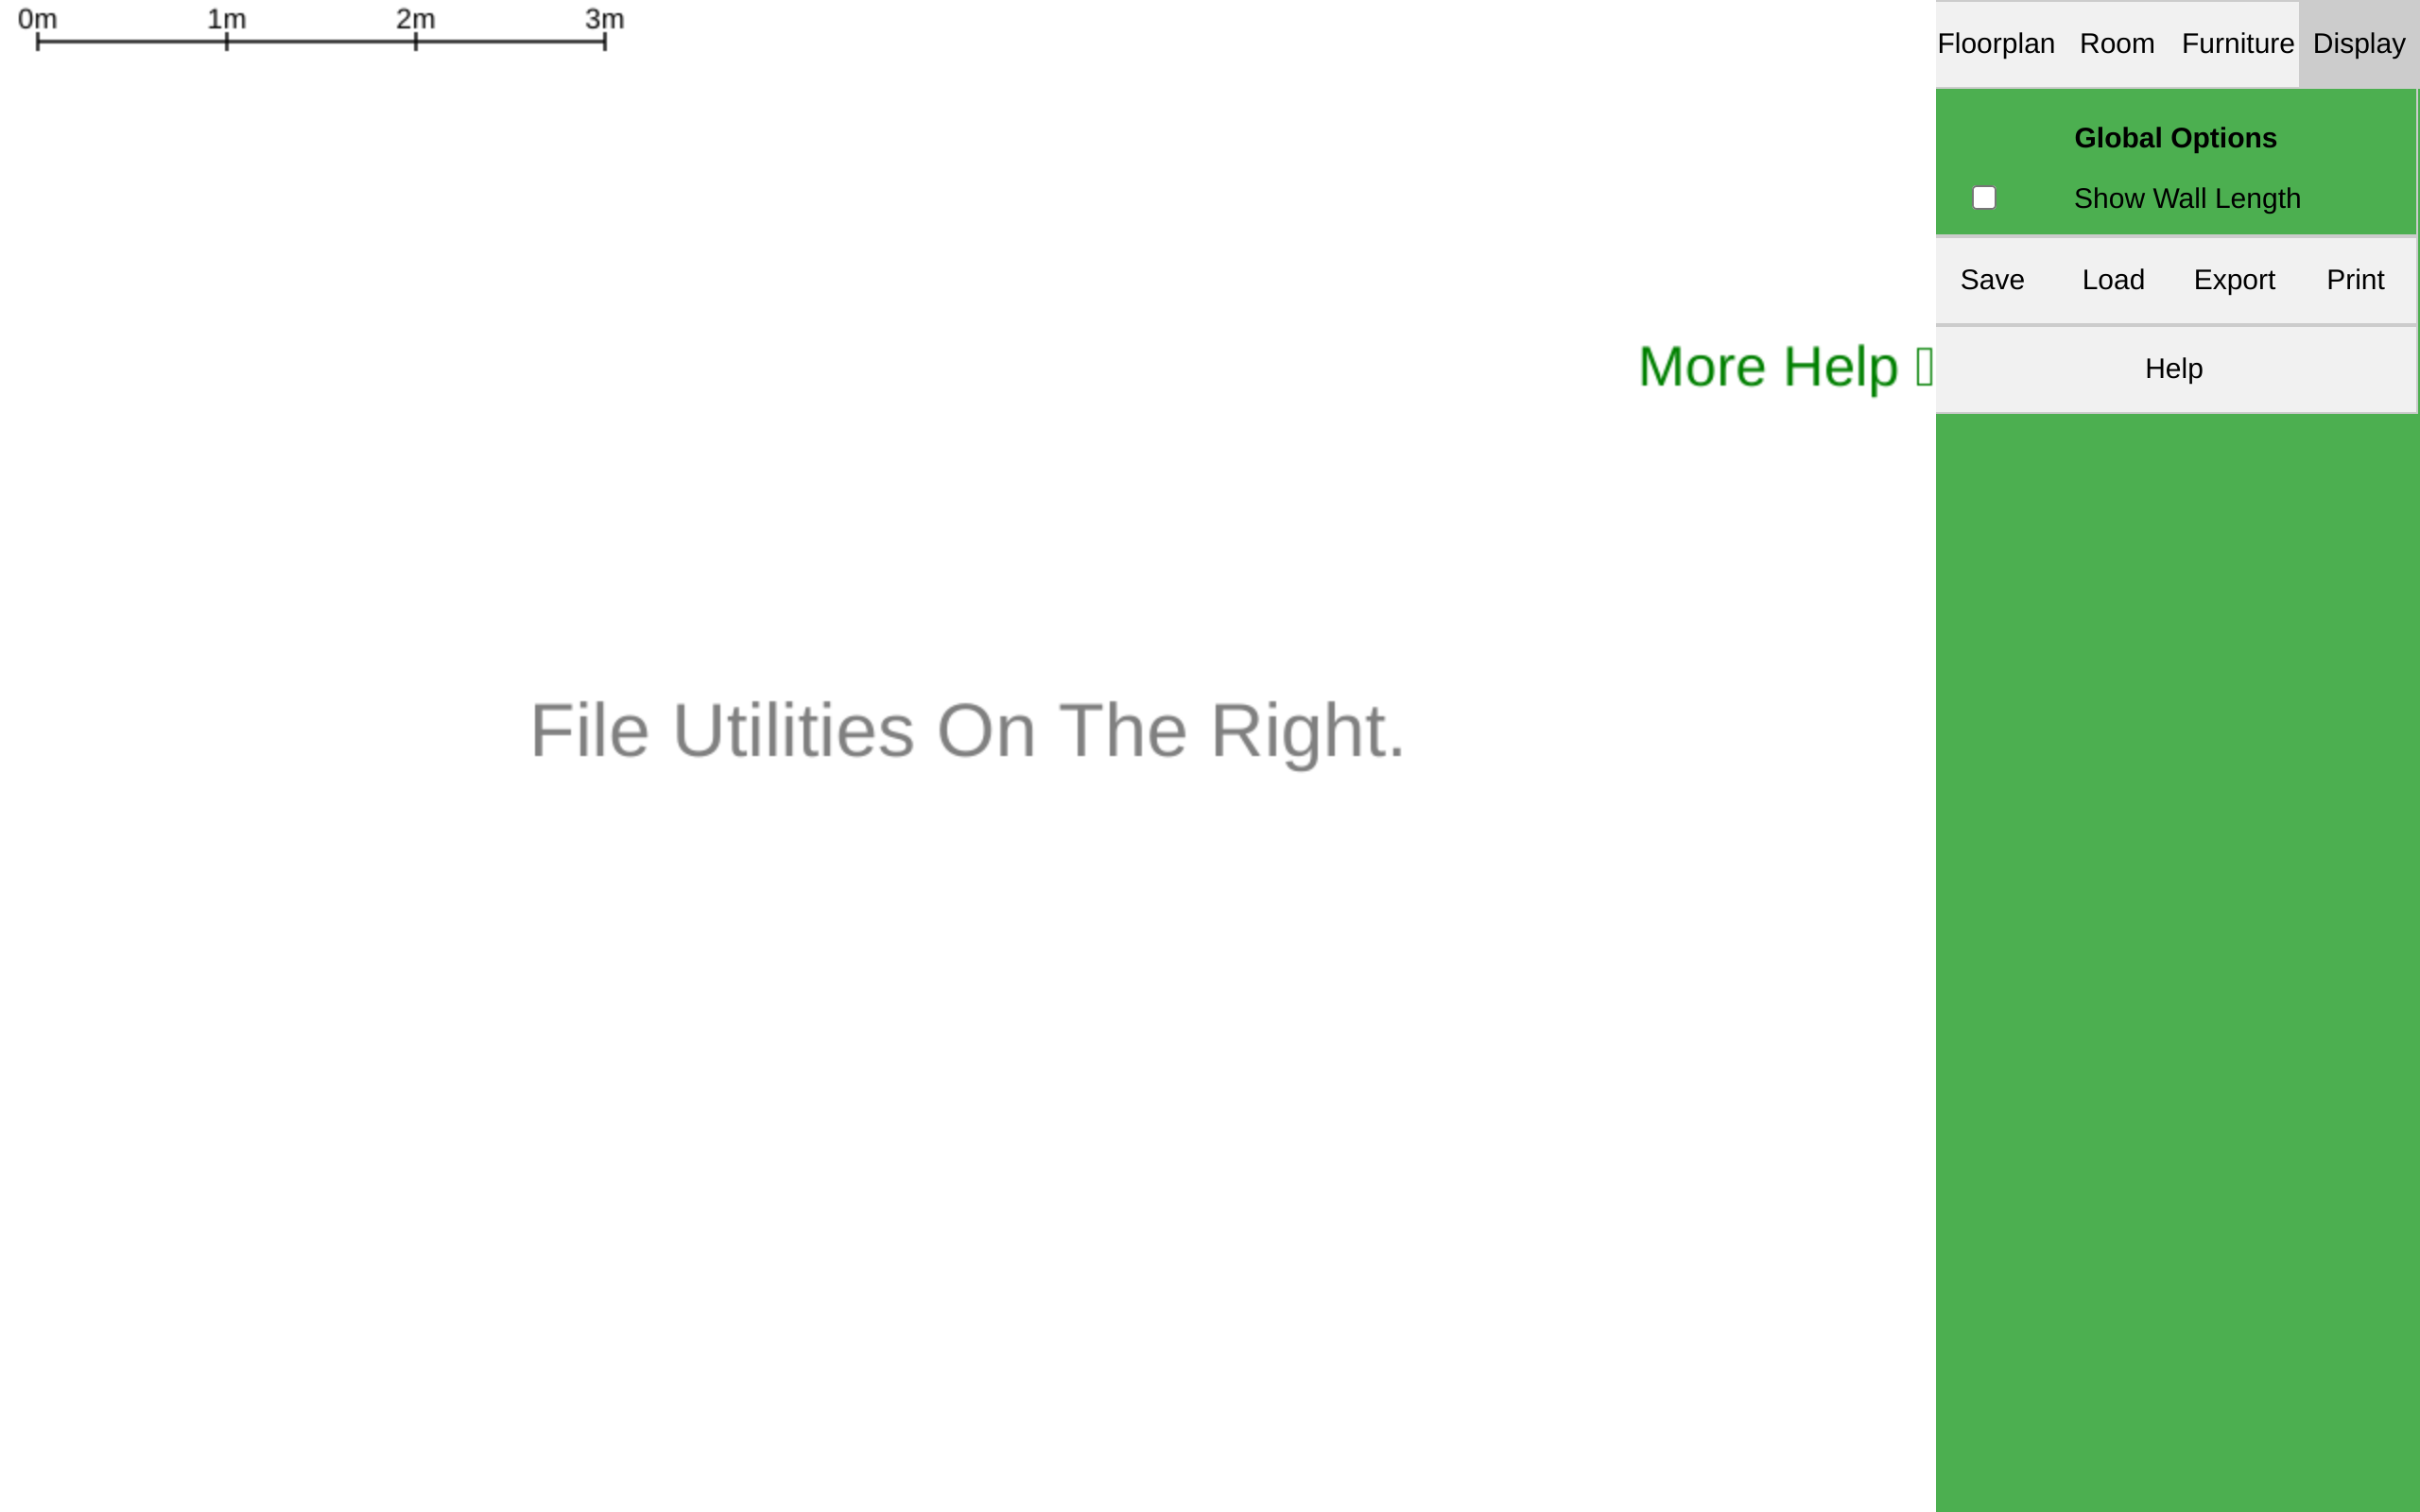 0m 1m 2m 3m
Floorplan Room Furniture Display
Global Options
Show Wall Length
Save Load Export Print
More Help
Help
File Utilities On The Right.